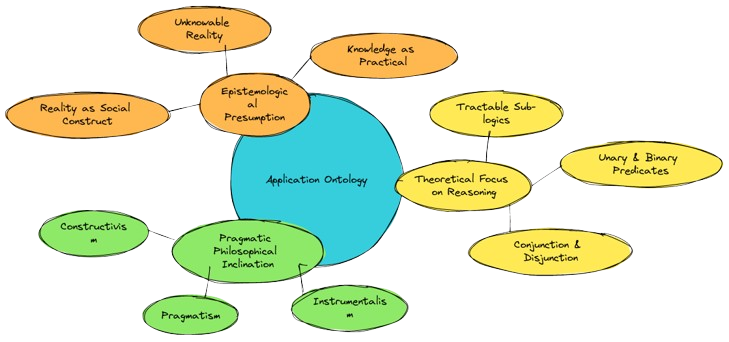 Unknowable
Reality
Knowledge as
Practical
Epistemologic
al
Presumption
Reality as Social
Construct
Tractable Sub-
logics
Unary & Binary
Predicates
Application Ontology
Theoretical Focus
on Reasoning
Conjunction &
Disjunction
Constructivis
m
Pragmatic
Philosophical
Inclination
Pragmatism
Instrumentalis
m